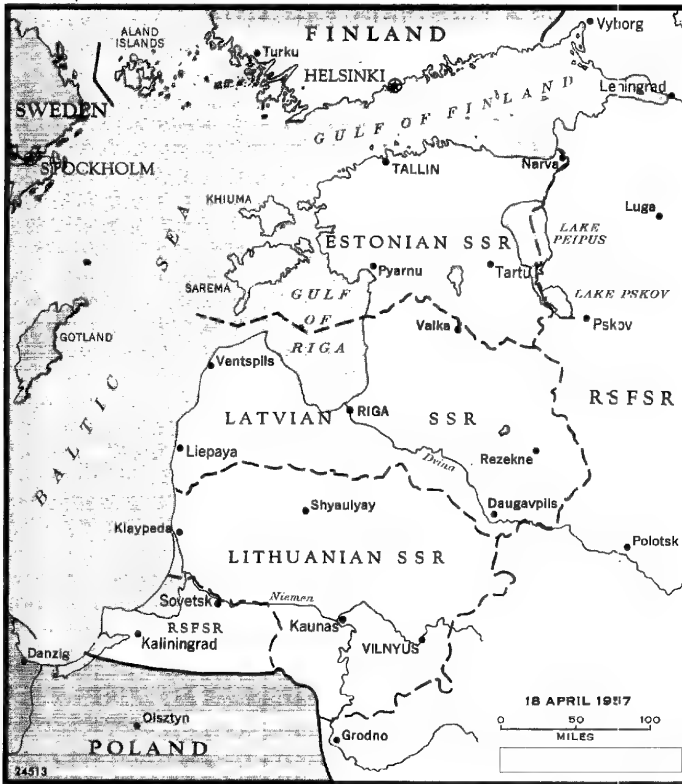 FINLAND
Vyborg
ALAND
ISLANDS
Turku
HELSINKI
Leningrad
SWEDEN
GULF OF FINLAND
STOCKHOLM
TALLIN
Narva
KHIUMA
Luga
LAKE
PEIPUS
ESTONIAN SSR
BALTIC SEA
Pyarnu
Tartu
SAREMA
GULF
OF
RIGA
LAKE PSKOV
Pskov
Valka
GOTLAND
Ventspils
RSFSR
LATVIAN SSR
RIGA
Liepaya
Dvina
Rezekne
Shyaulyay
Daugavpils
Klaypeda
Polotsk
LITHUANIAN SSR
Sovetsk
Niemen
Kaunas
RSFSR
Kaliningrad
VILNYUS
Danzig
18 APRIL 1957
0 50 100
MILES
Olsztyn
Grodno
POLAND
24513